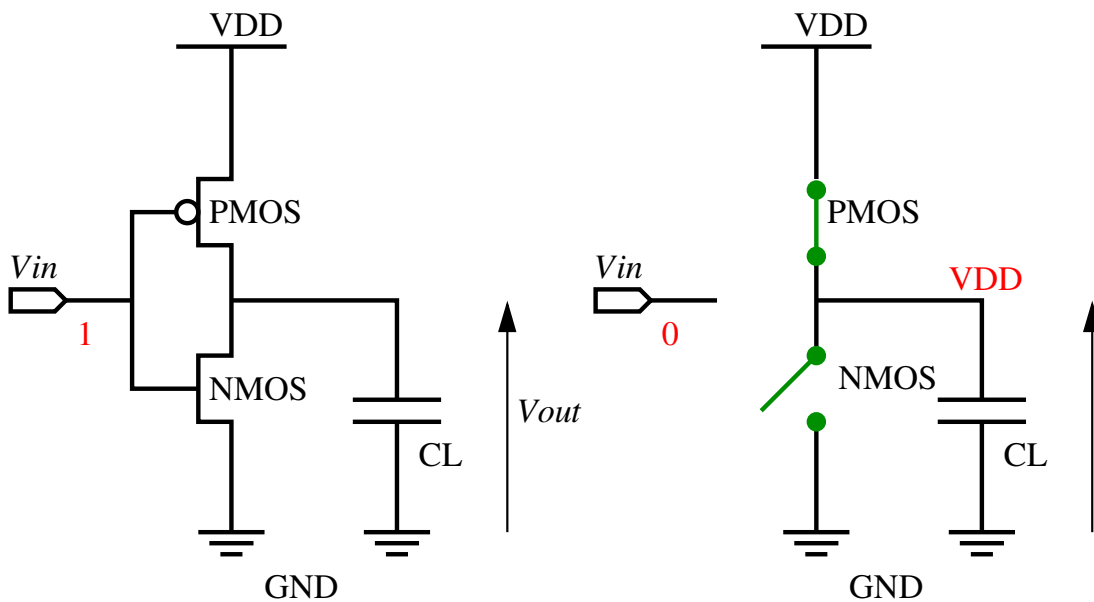 VDD
PMOS
Vin
1
NMOS
Vout
CL
GND
VDD
PMOS
Vin
VDD
0
NMOS
CL
GND